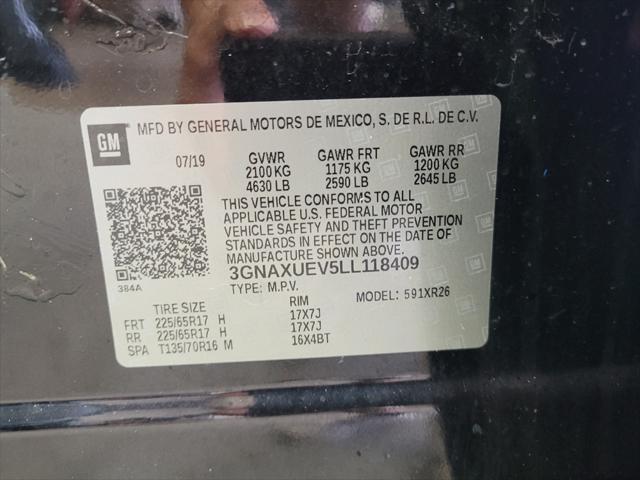 GM MFD BY GENERAL MOTORS DE MEXICO, S. DE R.L. DE C.V.
07/19 GVWR GAWR FRT GAWR RR
2100 KG 1175 KG 1200 KG
4630 LB 2590 LB 2645 LB
THIS VEHICLE CONFORMS TO ALL
APPLICABLE U.S. FEDERAL MOTOR
VEHICLE SAFETY AND THEFT PREVENTION
STANDARDS IN EFFECT ON THE DATE OF
MANUFACTURE SHOWN ABOVE.
3GNAXUEV5LL118409
384A TYPE: M.P.V. MODEL: 591XR26
TIRE SIZE RIM
FRT 225/65R17 H 17X7J
RR 225/65R17 H 17X7J
SPA T135/70R16 M 16X4BT